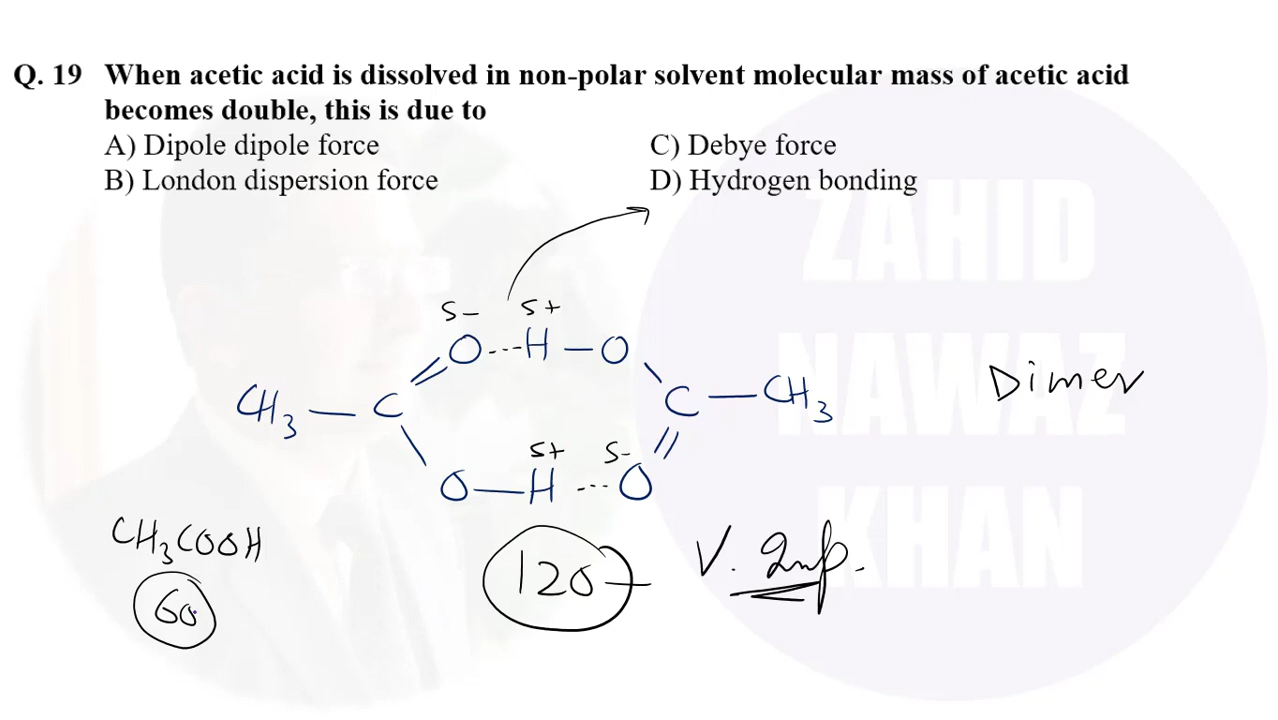 Q. 19 When acetic acid is dissolved in non-polar solvent molecular mass of acetic acid
becomes double, this is due to
A) Dipole dipole force
C) Debye force
B) London dispersion force
D) Hydrogen bonding
ZAHID
NAWAZ
KHAN
δ- δ+
O---H-O
CH3-C
C-CH3
Dimer
δ+ δ-
O-H---O
CH3COOH
60
120
V. Imp.